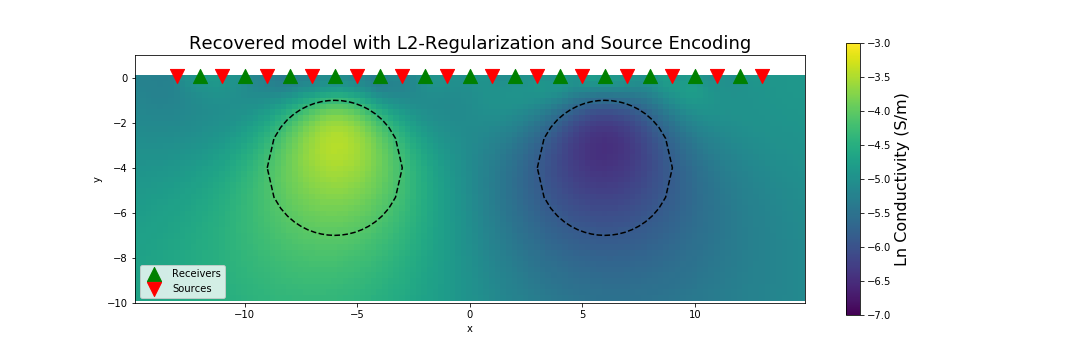 Recovered model with L2-Regularization and Source Encoding
0
−2
−4
−6
−8
−10
y
Receivers
Sources
−10 −5 0 5 10
x
−3.0
−3.5
−4.0
−4.5
−5.0
−5.5
−6.0
−6.5
−7.0
Ln Conductivity (S/m)